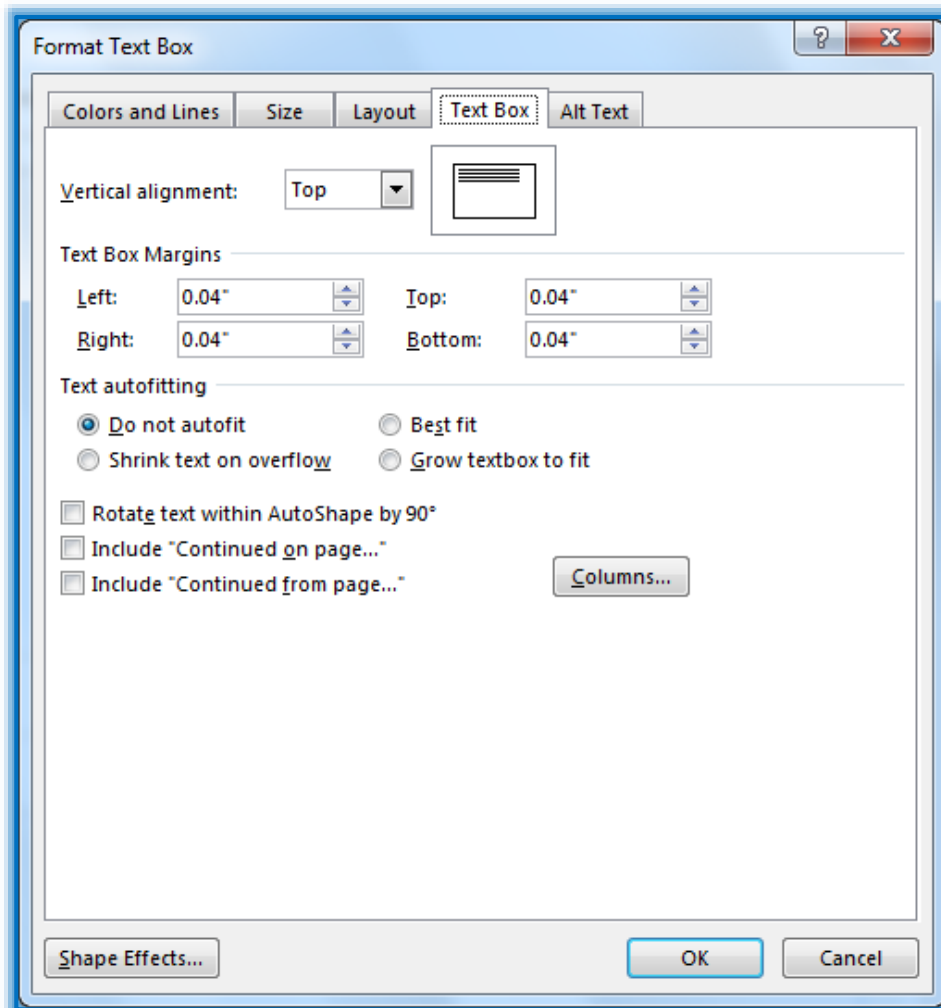 Format Text Box
?
Colors and Lines Size Layout Text Box Alt Text
Vertical alignment: Top
Text Box Margins
Left: 0.04" Top: 0.04"
Right: 0.04" Bottom: 0.04"
Text autofitting
Do not autofit Best fit
Shrink text on overflow Grow textbox to fit
Rotate text within AutoShape by 90°
Include "Continued on page..."
Include "Continued from page..." Columns...
Shape Effects... OK Cancel